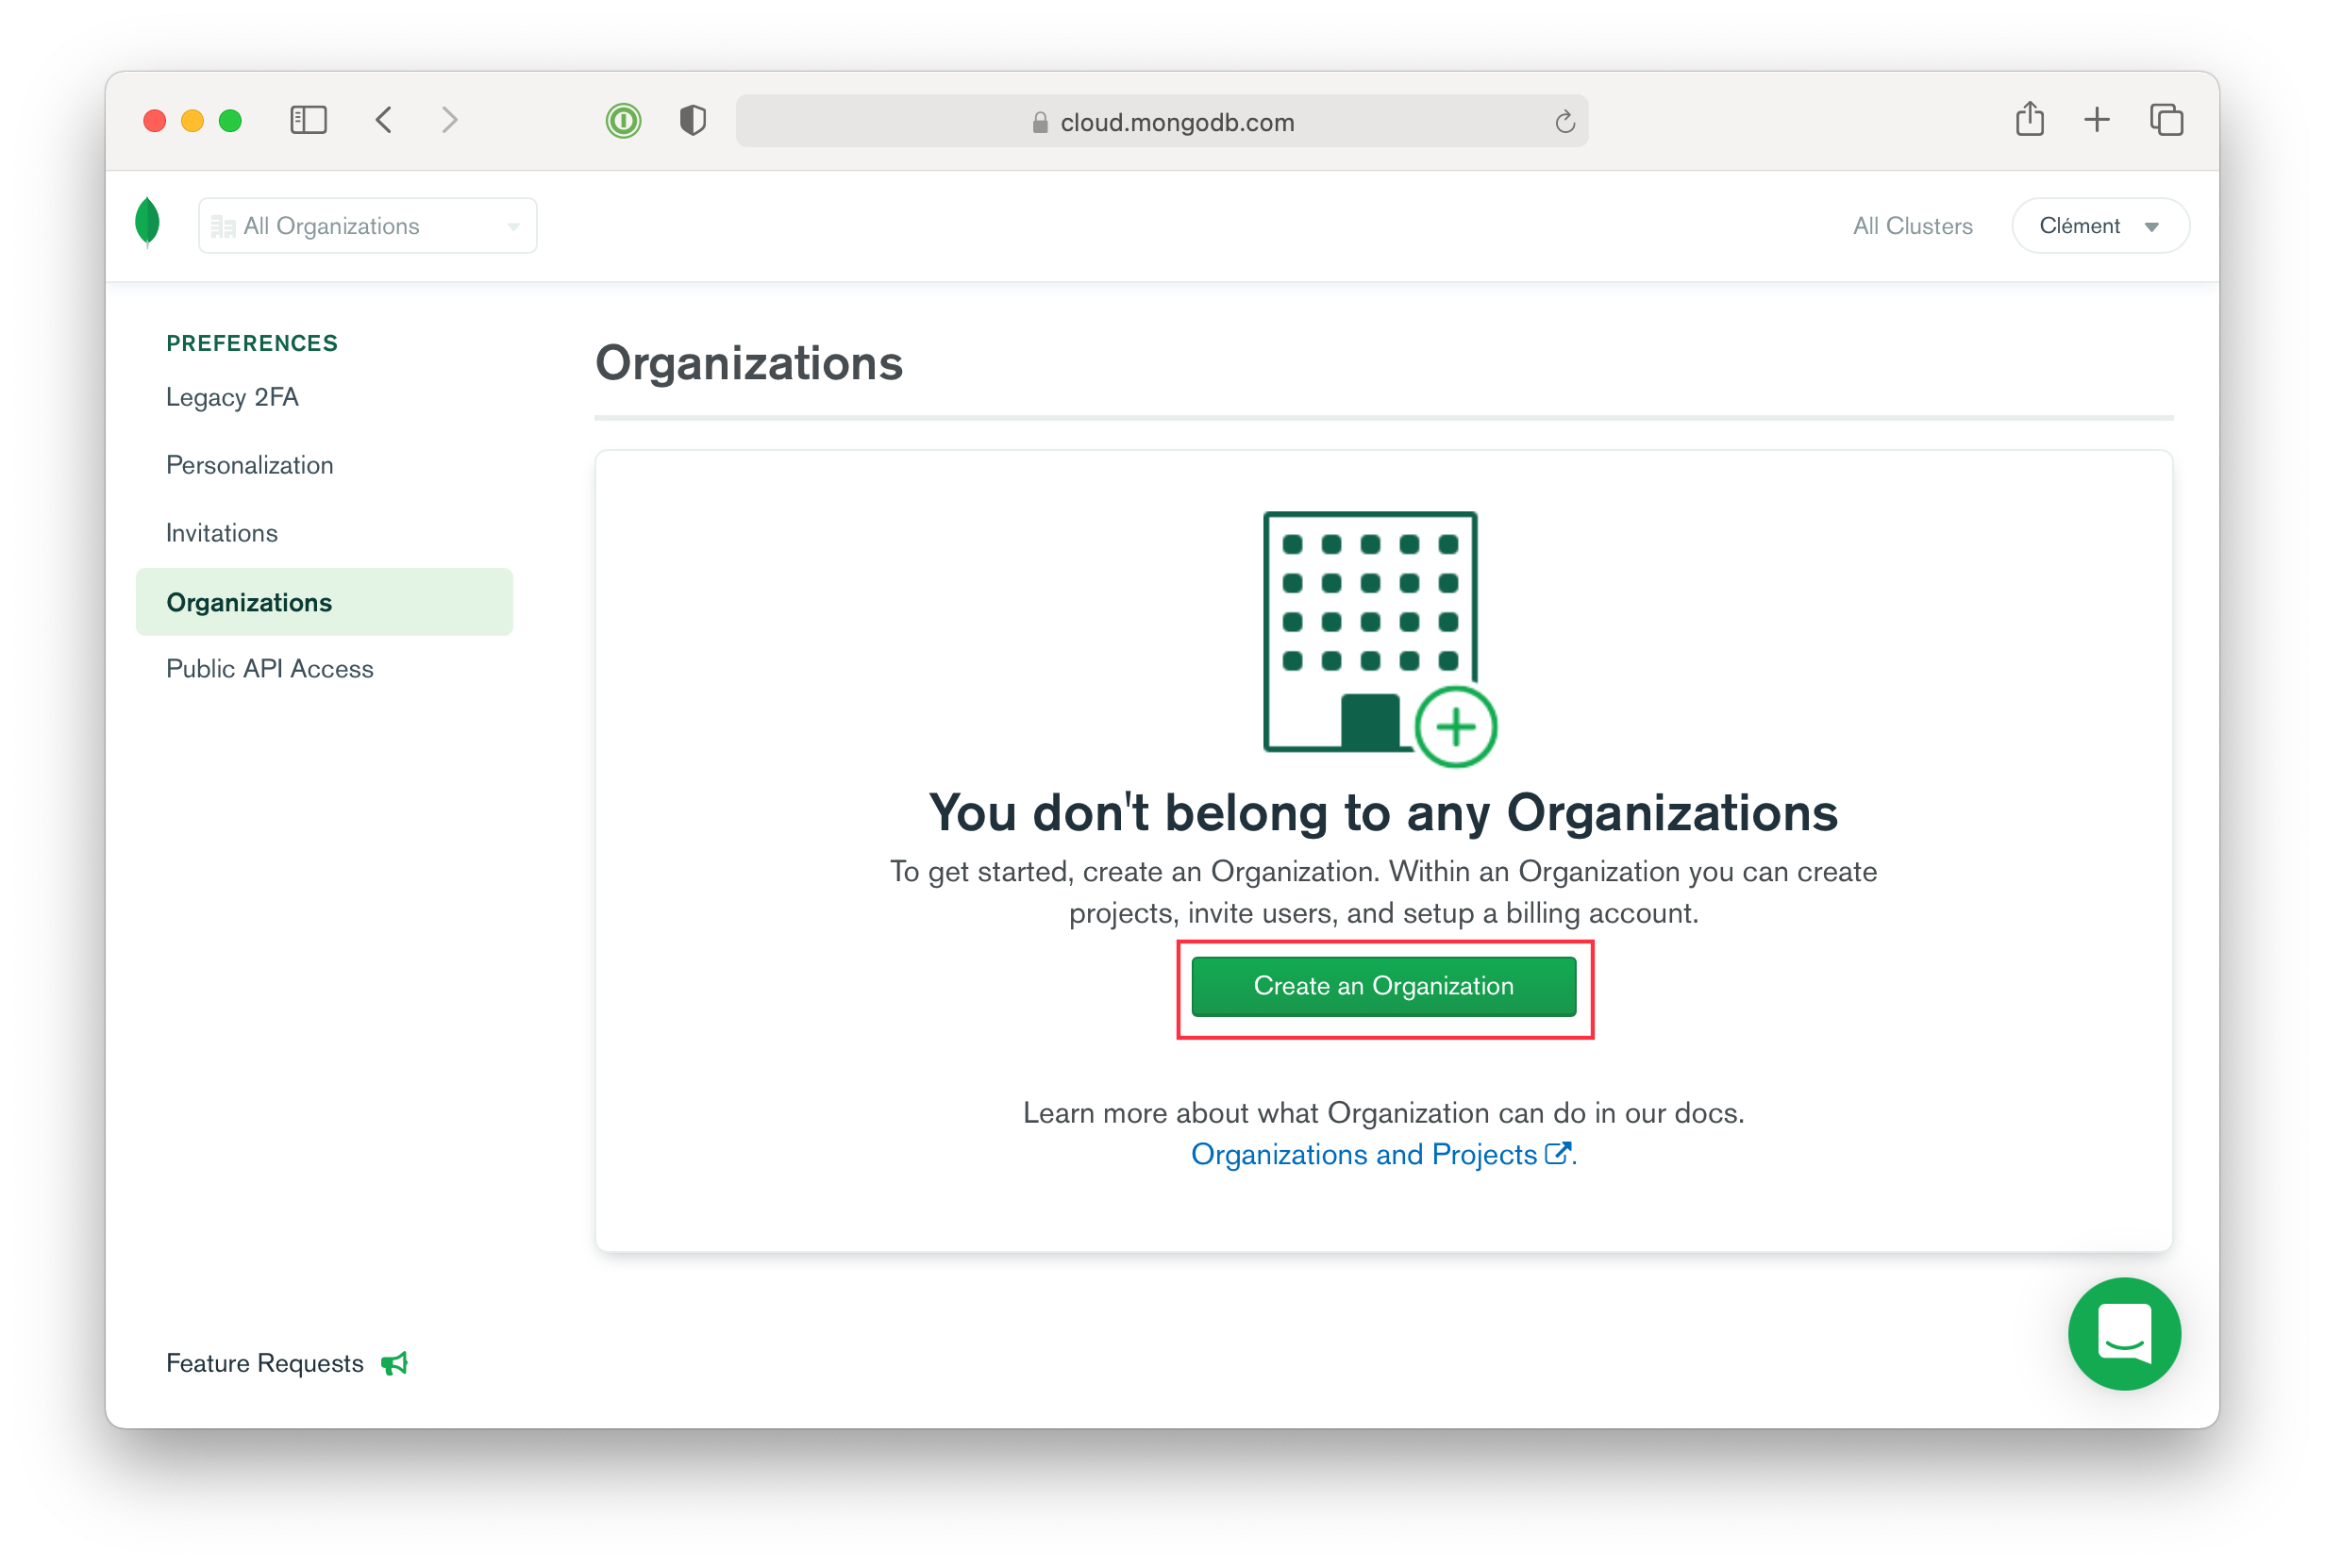 cloud.mongodb.com
All Organizations
All Clusters
Clément
PREFERENCES
Legacy 2FA
Personalization
Invitations
Organizations
Public API Access
Feature Requests
Organizations
You don't belong to any Organizations
To get started, create an Organization. Within an Organization you can create
projects, invite users, and setup a billing account.
Create an Organization
Learn more about what Organization can do in our docs.
Organizations and Projects.